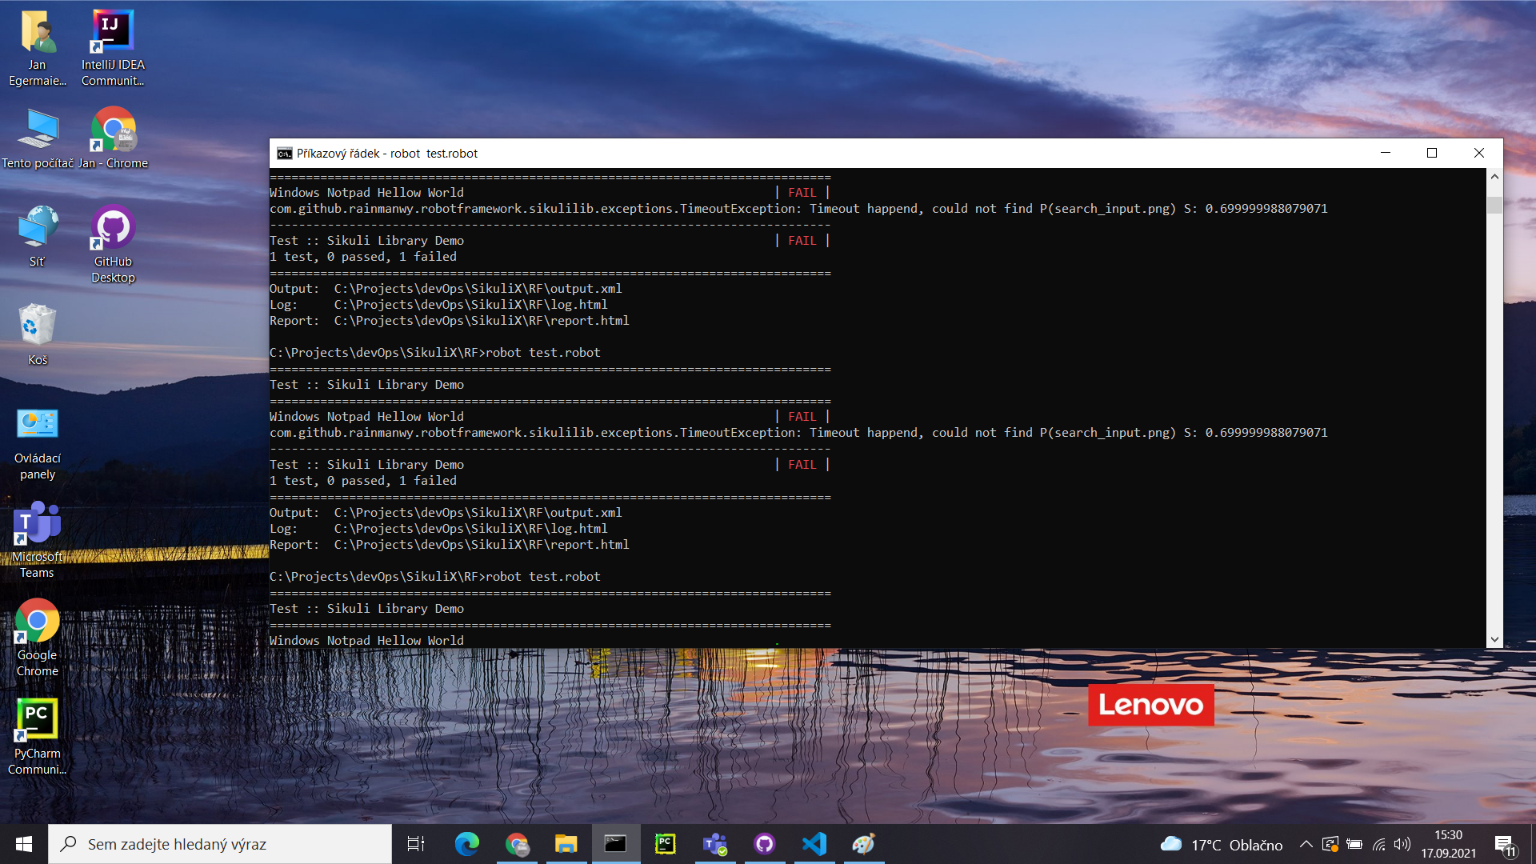 Jan
Egermaie...
IntelliJ IDEA
Communit...
Tento počítač
Jan - Chrome
Síť
GitHub
Desktop
Koš
Ovládací
panely
Microsoft
Teams
Google
Chrome
PyCharm
Communi...
Příkazový řádek - robot  test.robot
==============================================================================
Windows Notpad Hellow World                                           | FAIL |
com.github.rainmanwy.robotframework.sikulilib.exceptions.TimeoutException: Timeout happend, could not find P(search_input.png) S: 0.699999988079071
------------------------------------------------------------------------------
Test :: Sikuli Library Demo                                           | FAIL |
1 test, 0 passed, 1 failed
==============================================================================
Output:  C:\Projects\devOps\SikuliX\RF\output.xml
Log:     C:\Projects\devOps\SikuliX\RF\log.html
Report:  C:\Projects\devOps\SikuliX\RF\report.html
C:\Projects\devOps\SikuliX\RF>robot test.robot
==============================================================================
Test :: Sikuli Library Demo
==============================================================================
Windows Notpad Hellow World                                           | FAIL |
com.github.rainmanwy.robotframework.sikulilib.exceptions.TimeoutException: Timeout happend, could not find P(search_input.png) S: 0.699999988079071
------------------------------------------------------------------------------
Test :: Sikuli Library Demo                                           | FAIL |
1 test, 0 passed, 1 failed
==============================================================================
Output:  C:\Projects\devOps\SikuliX\RF\output.xml
Log:     C:\Projects\devOps\SikuliX\RF\log.html
Report:  C:\Projects\devOps\SikuliX\RF\report.html
C:\Projects\devOps\SikuliX\RF>robot test.robot
==============================================================================
Test :: Sikuli Library Demo
==============================================================================
Windows Notpad Hellow World
Lenovo
Sem zadejte hledaný výraz
17°C Oblačno
15:30
17.09.2021
11